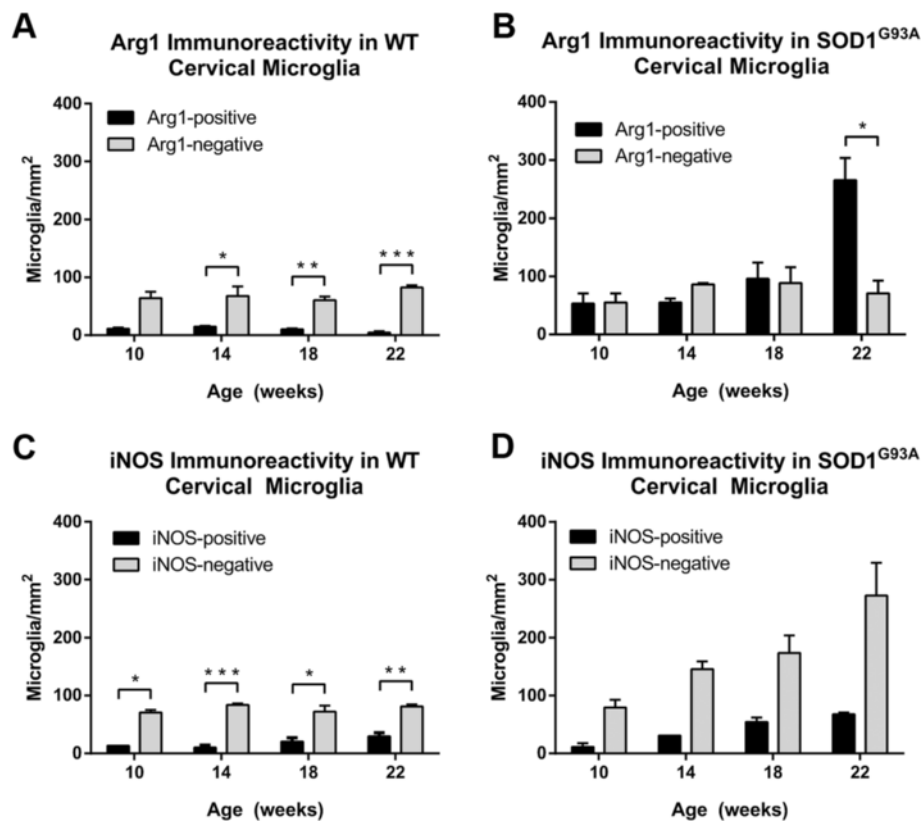 A
Arg1 Immunoreactivity in WT
Cervical Microglia
Microglia/mm²
400
300
200
100
0
Arg1-positive
Arg1-negative
*
**
***
10 14 18 22
Age (weeks)
B
Arg1 Immunoreactivity in SOD1^G93A
Cervical Microglia
Microglia/mm²
400
300
200
100
0
Arg1-positive
Arg1-negative
*
10 14 18 22
Age (weeks)
C
iNOS Immunoreactivity in WT
Cervical Microglia
Microglia/mm²
400
300
200
100
0
iNOS-positive
iNOS-negative
*
***
*
**
10 14 18 22
Age (weeks)
D
iNOS Immunoreactivity in SOD1^G93A
Cervical Microglia
Microglia/mm²
400
300
200
100
0
iNOS-positive
iNOS-negative
10 14 18 22
Age (weeks)